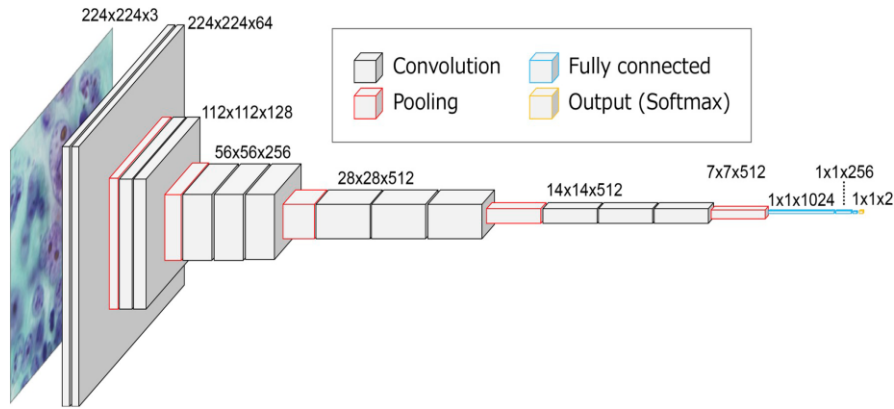 224x224x3
224x224x64
112x112x128
56x56x256
28x28x512
14x14x512
7x7x512
1x1x1024
1x1x256
1x1x2
Convolution
Fully connected
Pooling
Output (Softmax)